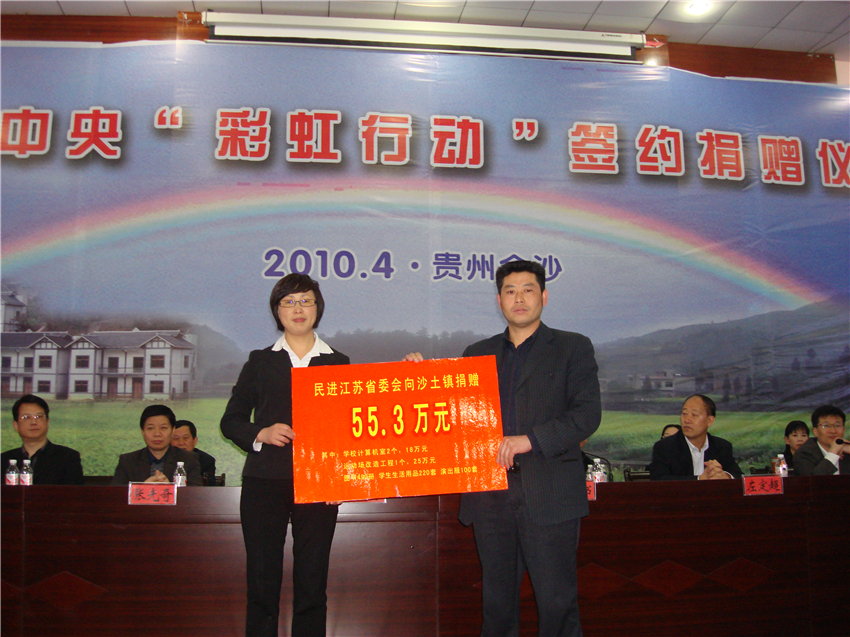 中央“彩虹行动”签约捐赠仪
2010.4·贵州金沙
民进江苏省委会向沙土镇捐赠
55.3万元
其中：学校计算机室2个、18万元
运动场改造工程1个、25万元
学生生活用品220套 演出服100套
左定超